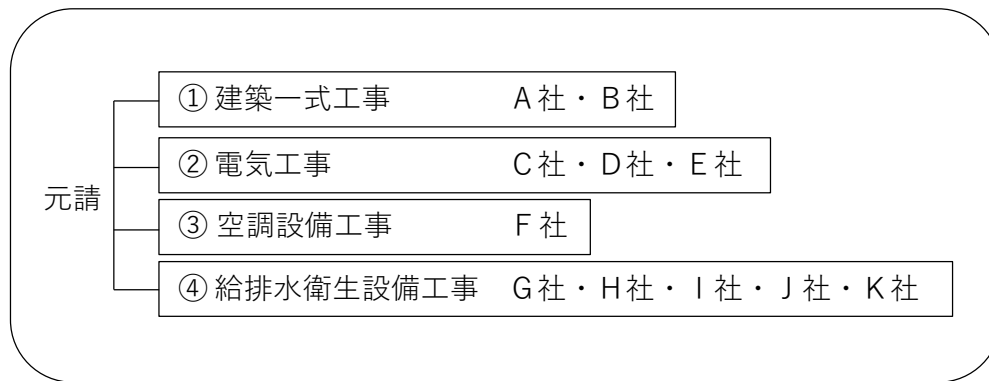 ①建築一式工事 A社・B社
②電気工事 C社・D社・E社
元請
③空調設備工事 F社
④給排水衛生設備工事 G社・H社・I社・J社・K社